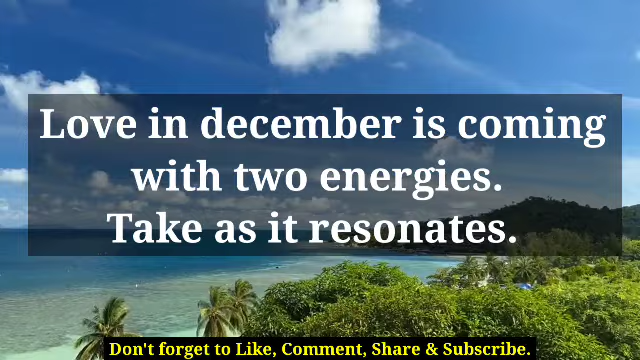 Love in december is coming
with two energies.
Take as it resonates.
Don't forget to Like, Comment, Share & Subscribe.